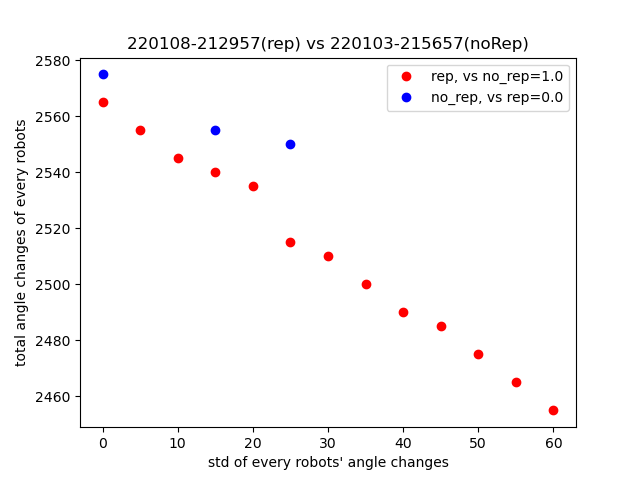 220108-212957(rep) vs 220103-215657(noRep)
rep, vs no_rep=1.0
no_rep, vs rep=0.0
total angle changes of every robots
2580
2560
2540
2520
2500
2480
2460
0 10 20 30 40 50 60
std of every robots' angle changes